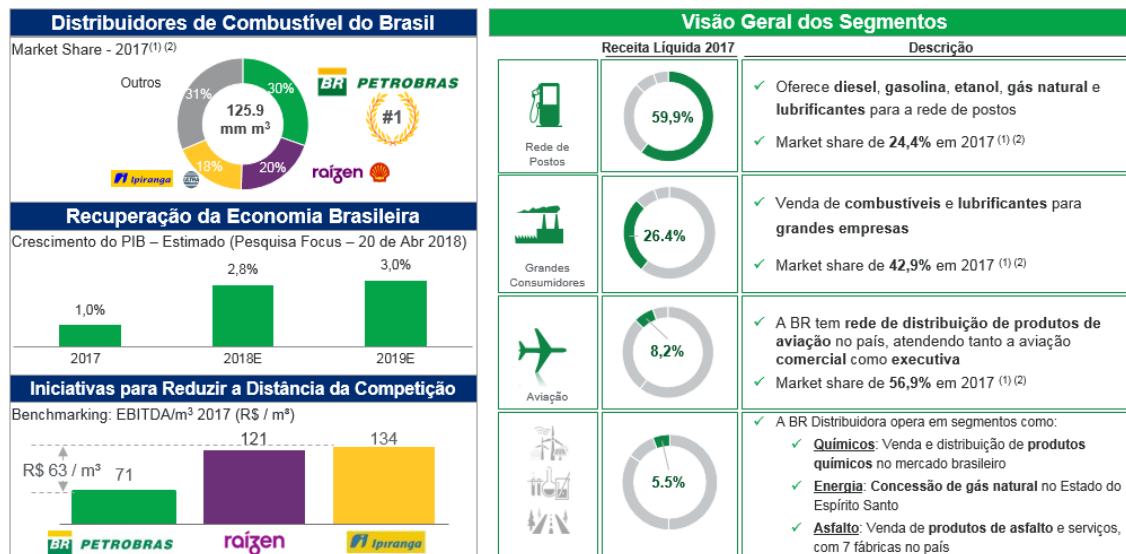 Distribuidores de Combustível do Brasil
Market Share - 2017(1) (2)
Outros
31%
30%
125.9
mm m³
18%
20%
BR PETROBRAS
#1
Ipiranga
raízen
Recuperação da Economia Brasileira
Crescimento do PIB – Estimado (Pesquisa Focus – 20 de Abr 2018)
1,0%
2,8%
3,0%
2017
2018E
2019E
Iniciativas para Reduzir a Distância da Competição
Benchmarking: EBITDA/m³ 2017 (R$ / m³)
R$ 63 / m³
71
121
134
BR PETROBRAS
raízen
Ipiranga
Visão Geral dos Segmentos
Receita Líquida 2017
Descrição
Rede de
Postos
59,9%
✓ Oferece diesel, gasolina, etanol, gás natural e
lubrificantes para a rede de postos
✓ Market share de 24,4% em 2017 (1) (2)
Grandes
Consumidores
26.4%
✓ Venda de combustíveis e lubrificantes para
grandes empresas
✓ Market share de 42,9% em 2017 (1) (2)
Aviação
8,2%
✓ A BR tem rede de distribuição de produtos de
aviação no país, atendendo tanto a aviação
comercial como executiva
✓ Market share de 56,9% em 2017 (1) (2)
5.5%
✓ A BR Distribuidora opera em segmentos como:
✓ Químicos: Venda e distribuição de produtos
químicos no mercado brasileiro
✓ Energia: Concessão de gás natural no Estado do
Espírito Santo
✓ Asfalto: Venda de produtos de asfalto e serviços,
com 7 fábricas no país